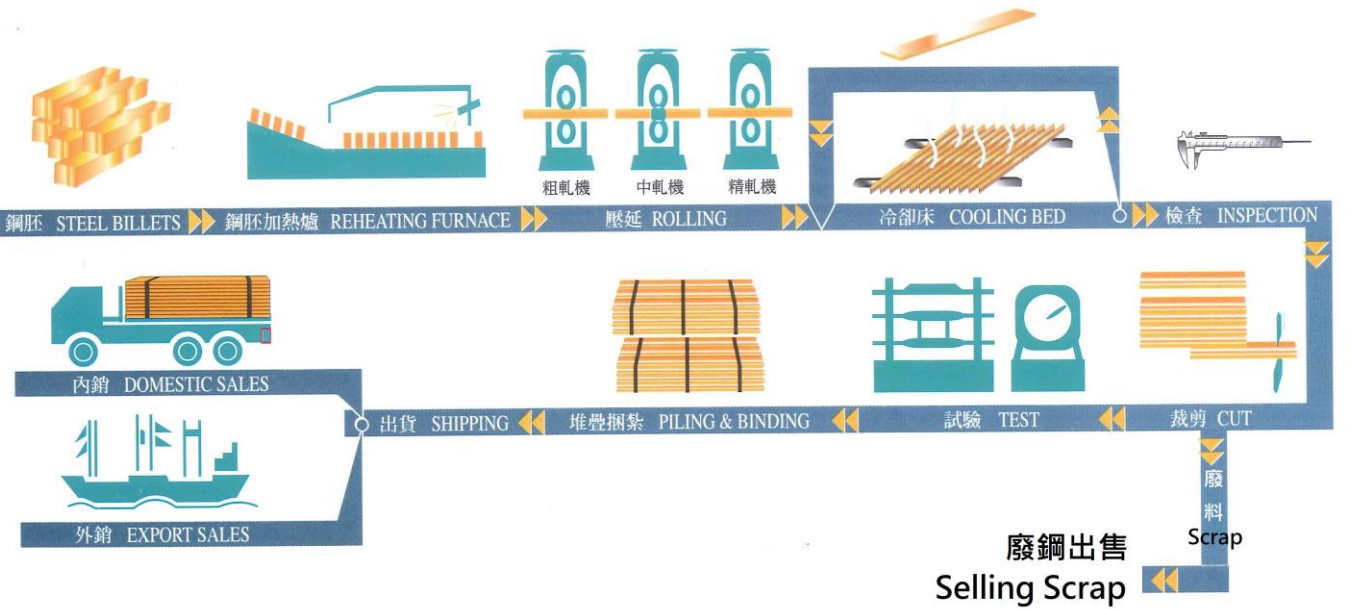 粗軋機 中軋機 精軋機
鋼胚 STEEL BILLETS
鋼胚加熱爐 REHEATING FURNACE
壓延 ROLLING
冷卻床 COOLING BED
檢查 INSPECTION
裁剪 CUT
試驗 TEST
堆疊捆紮 PILING & BINDING
出貨 SHIPPING
內銷 DOMESTIC SALES
外銷 EXPORT SALES
廢料
Scrap
廢鋼出售
Selling Scrap